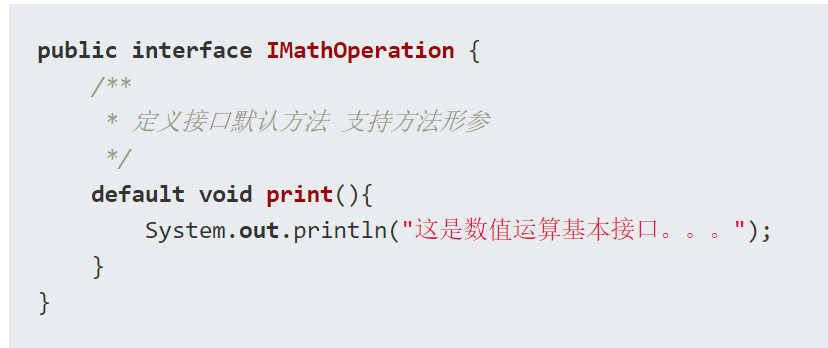 public interface IMathOperation {
    /**
     * 定义接口默认方法 支持方法形参
     */
    default void print(){
        System.out.println("这是数值运算基本接口。。。");
    }
}